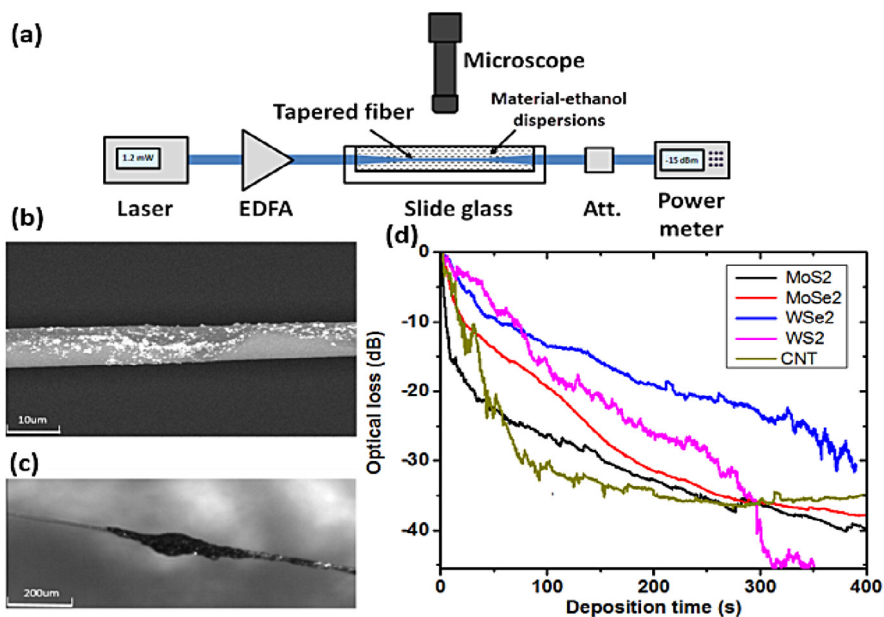 (a)
Microscope
Tapered fiber
Material-ethanol
dispersions
1.2 mW
-15 dBm
Laser
EDFA
Slide glass
Att.
Power
meter
(b)
10um
(c)
200um
(d)
Optical loss (dB)
0
-10
-20
-30
-40
MoS2
MoSe2
WSe2
WS2
CNT
0
100
200
300
400
Deposition time (s)